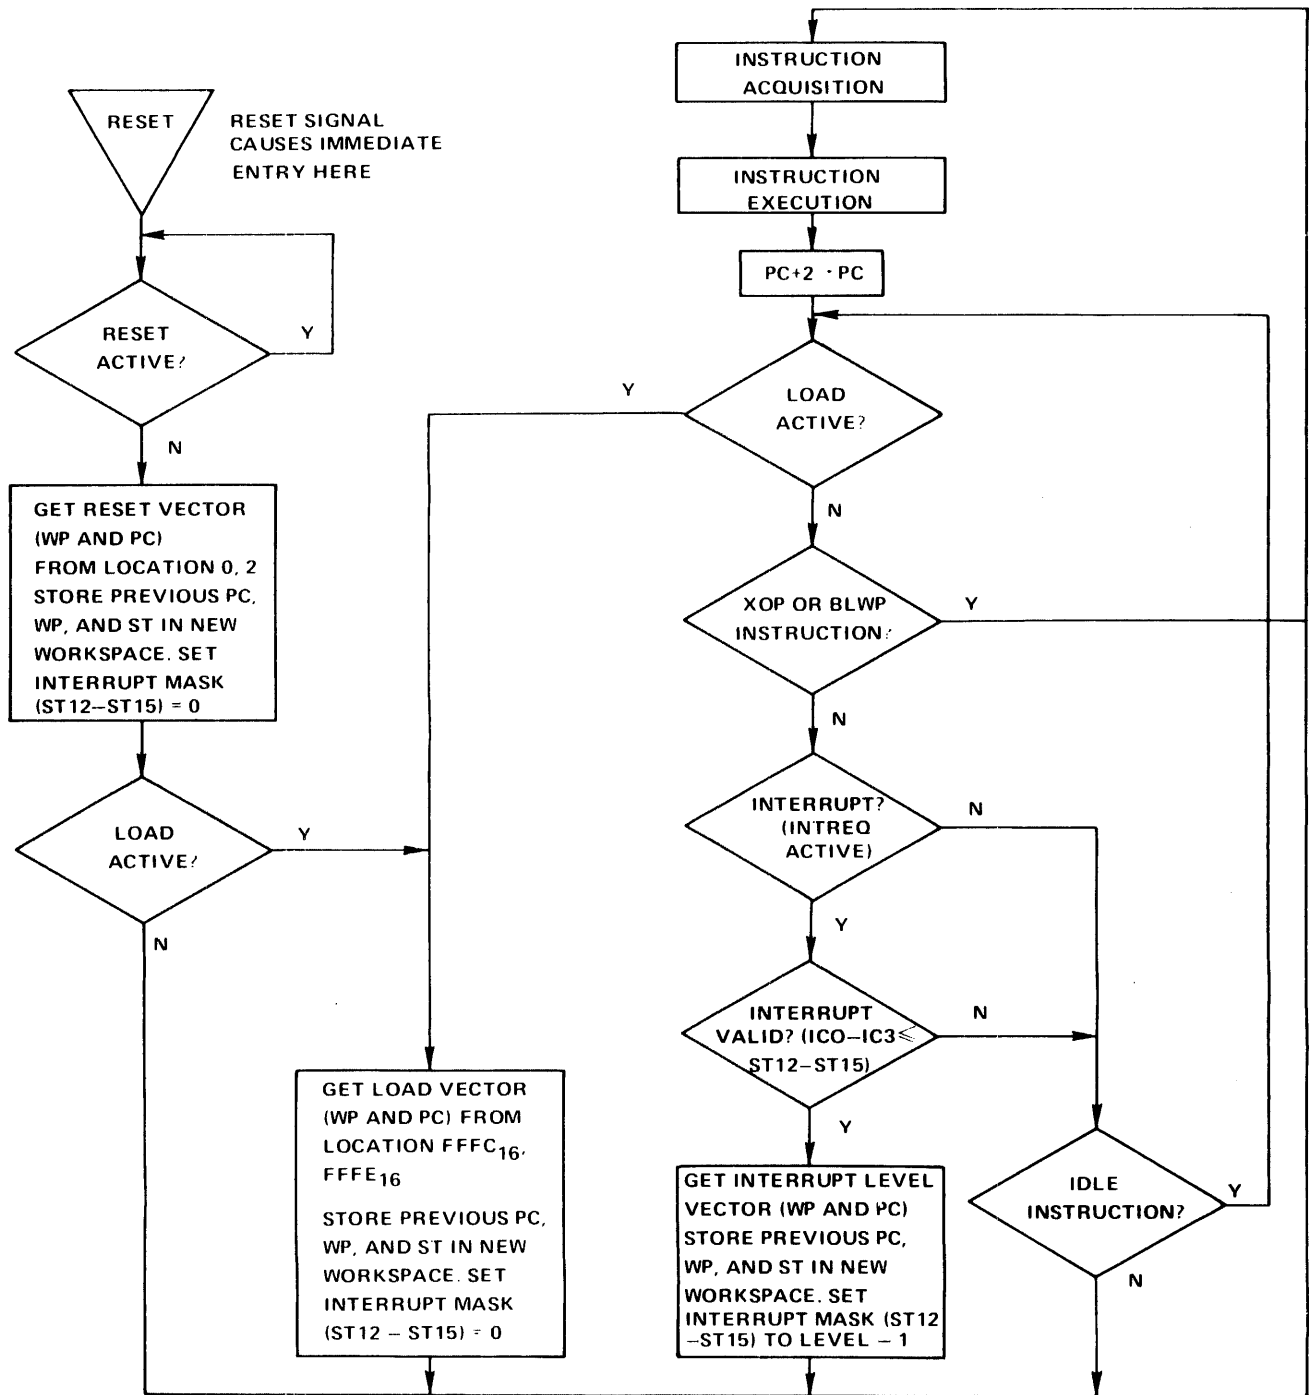 RESET
RESET SIGNAL
CAUSES IMMEDIATE
ENTRY HERE
RESET
ACTIVE?
Y
N
GET RESET VECTOR
(WP AND PC)
FROM LOCATION 0, 2
STORE PREVIOUS PC,
WP, AND ST IN NEW
WORKSPACE. SET
INTERRUPT MASK
(ST12–ST15) = 0
LOAD
ACTIVE?
Y
N
GET LOAD VECTOR
(WP AND PC) FROM
LOCATION FFFC16,
FFFE16
STORE PREVIOUS PC,
WP, AND ST IN NEW
WORKSPACE. SET
INTERRUPT MASK
(ST12 – ST15) = 0
INSTRUCTION
ACQUISITION
INSTRUCTION
EXECUTION
PC+2 · PC
LOAD
ACTIVE?
Y
N
XOP OR BLWP
INSTRUCTION?
Y
N
INTERRUPT?
(INTREQ
ACTIVE)
N
Y
INTERRUPT
VALID? (IC0–IC3 ⩽
ST12–ST15)
N
Y
GET INTERRUPT LEVEL
VECTOR (WP AND PC)
STORE PREVIOUS PC,
WP, AND ST IN NEW
WORKSPACE. SET
INTERRUPT MASK (ST12
–ST15) TO LEVEL – 1
IDLE
INSTRUCTION?
Y
N